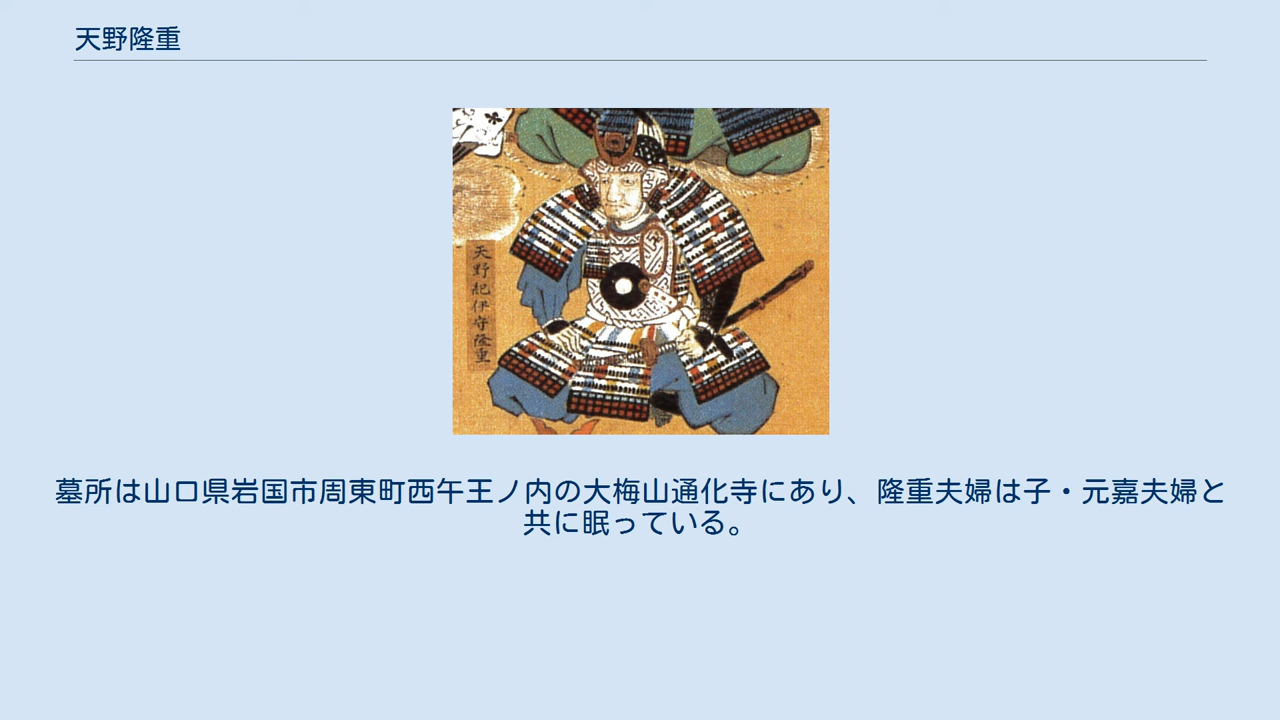 天野隆重
天野紀伊守隆重
墓所は山口県岩国市周東町西午王ノ内の大梅山通化寺にあり、隆重夫婦は子・元嘉夫婦と
共に眠っている。